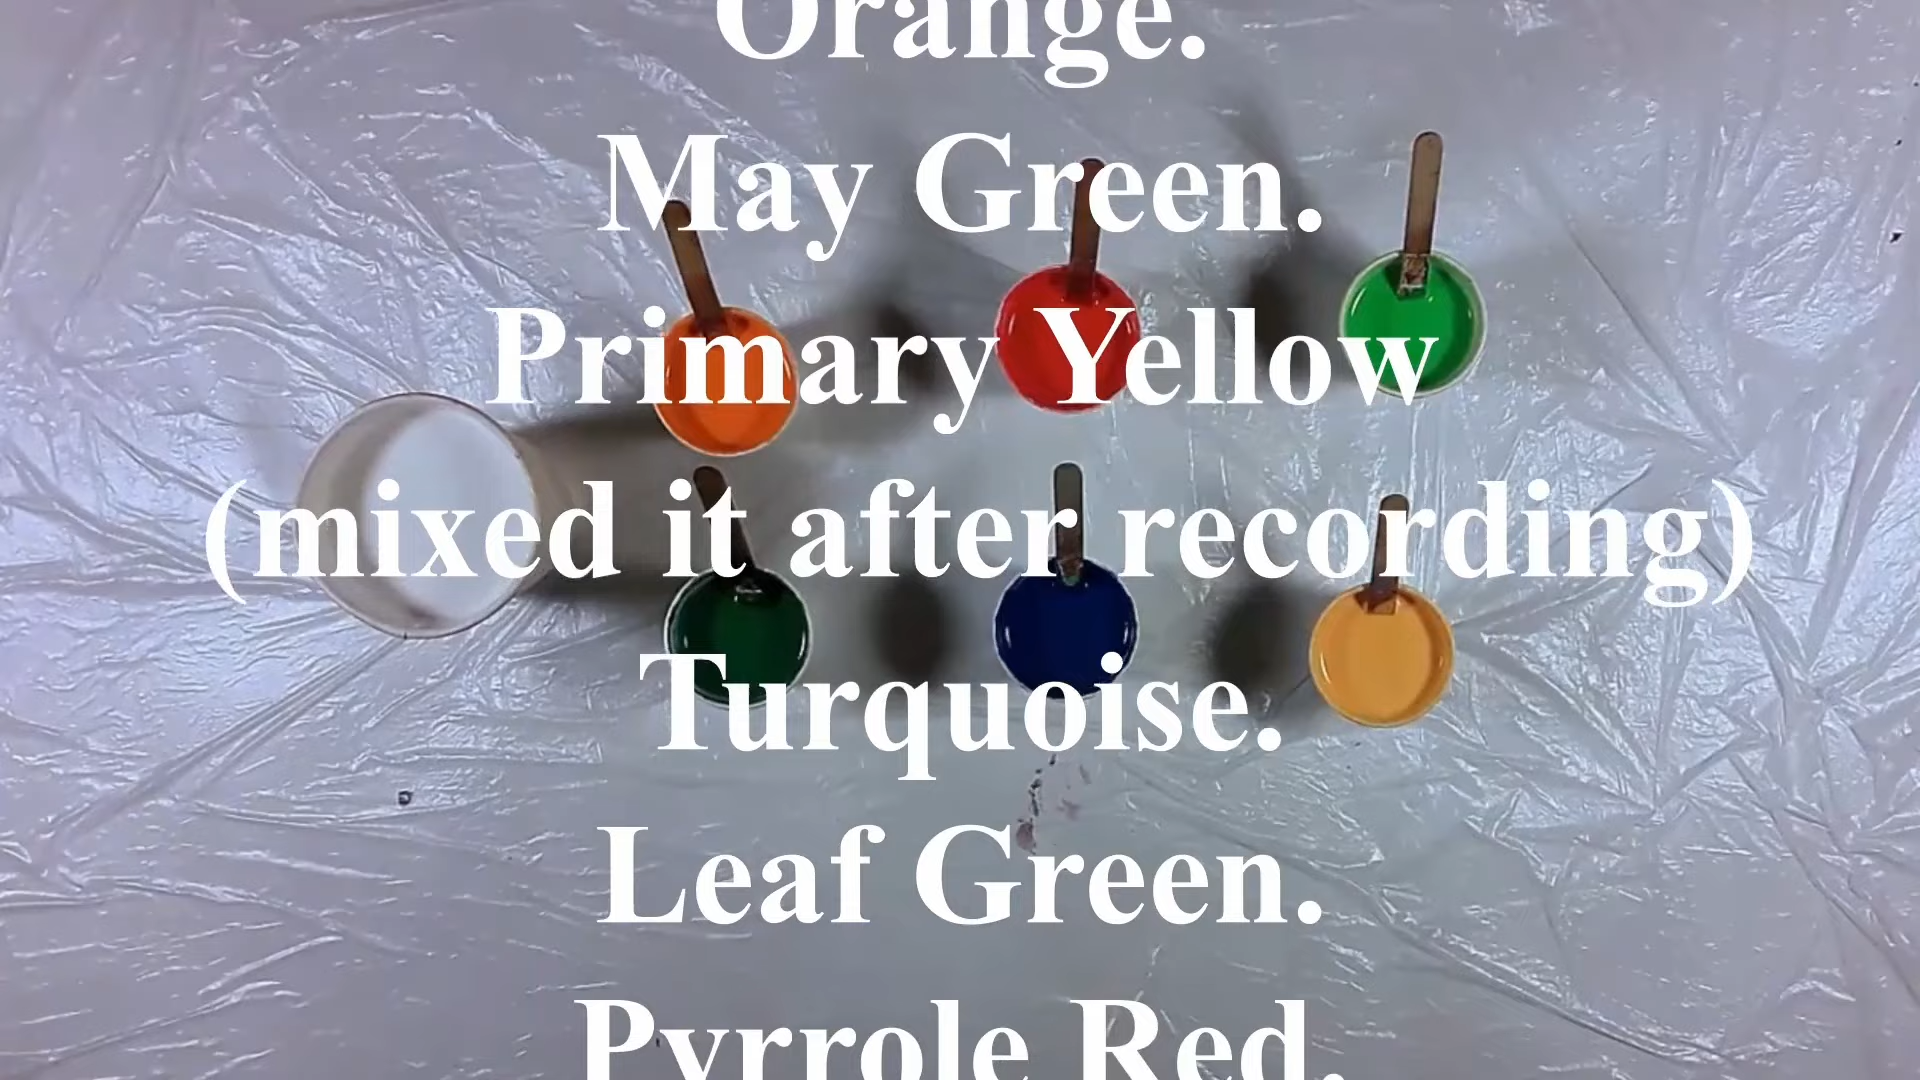 Orange.
May Green.
Primary Yellow
(mixed it after recording)
Turquoise.
Leaf Green.
Pyrrole Red.